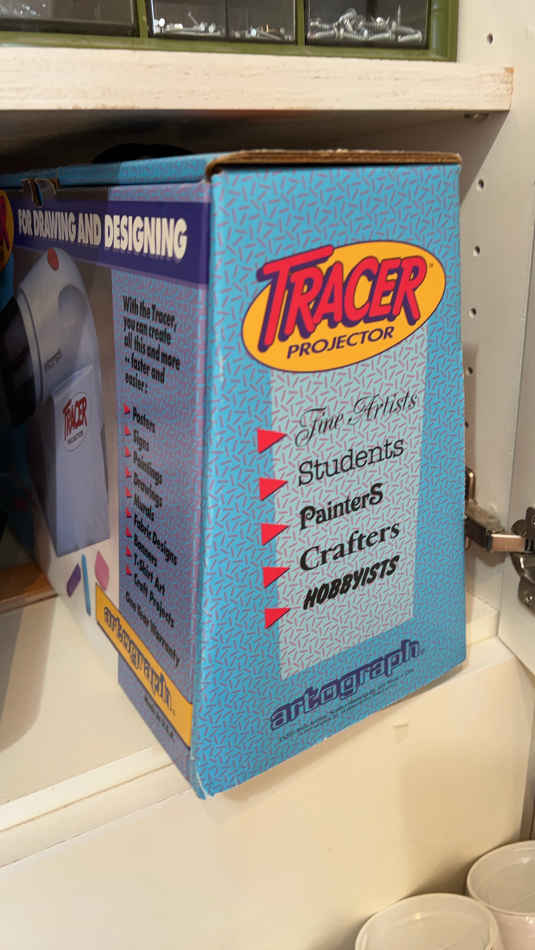 FOR DRAWING AND DESIGNING
With the Tracer,
you can create
all this and more
-- faster and
easier:
Posters
Signs
Paintings
Drawings
Murals
Fabric Designs
Banners
T-Shirt Art
Craft Projects
One Year Warranty
artograph
TRACER
PROJECTOR
TRACER
PROJECTOR
Fine Artists
Students
Painters
Crafters
HOBBYISTS
artograph